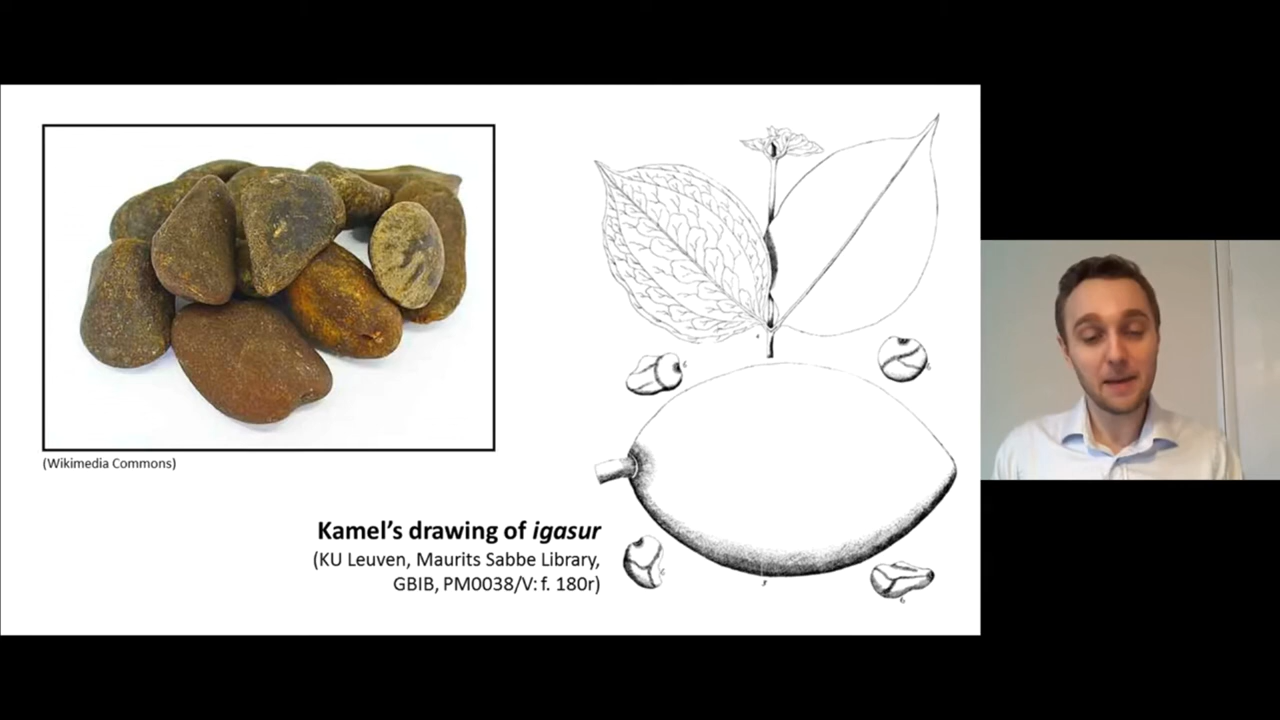 (Wikimedia Commons)
Kamel's drawing of igasur
(KU Leuven, Maurits Sabbe Library,
GBIB, PM0038/V: f. 180r)